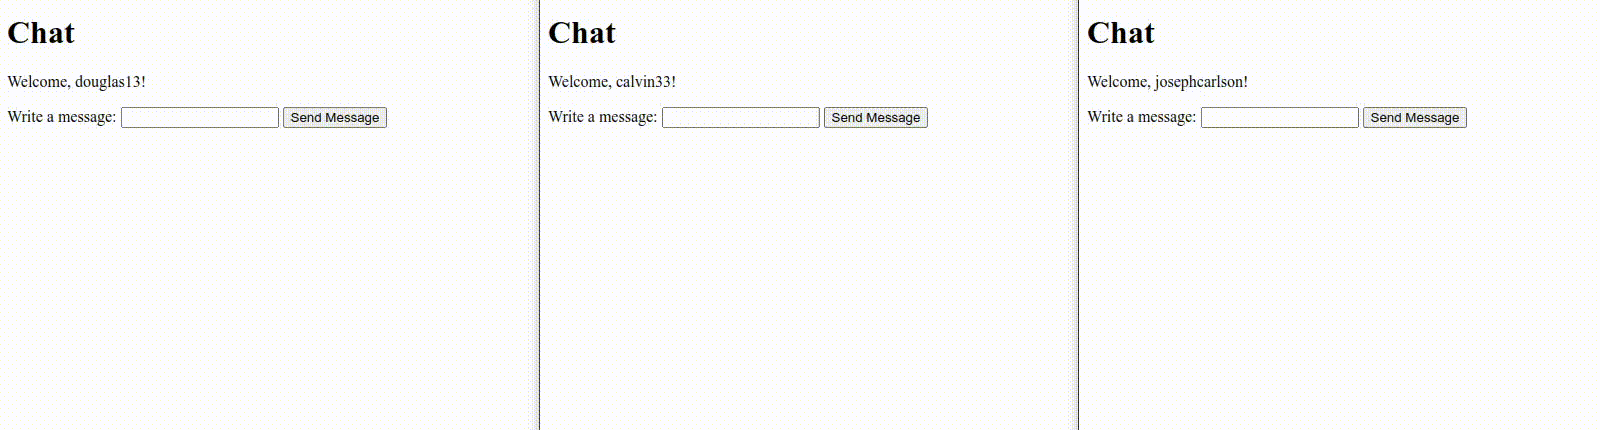 Chat
Welcome, douglas13!
Write a message: Send Message
Chat
Welcome, calvin33!
Write a message: Send Message
Chat
Welcome, josephcarlson!
Write a message: Send Message